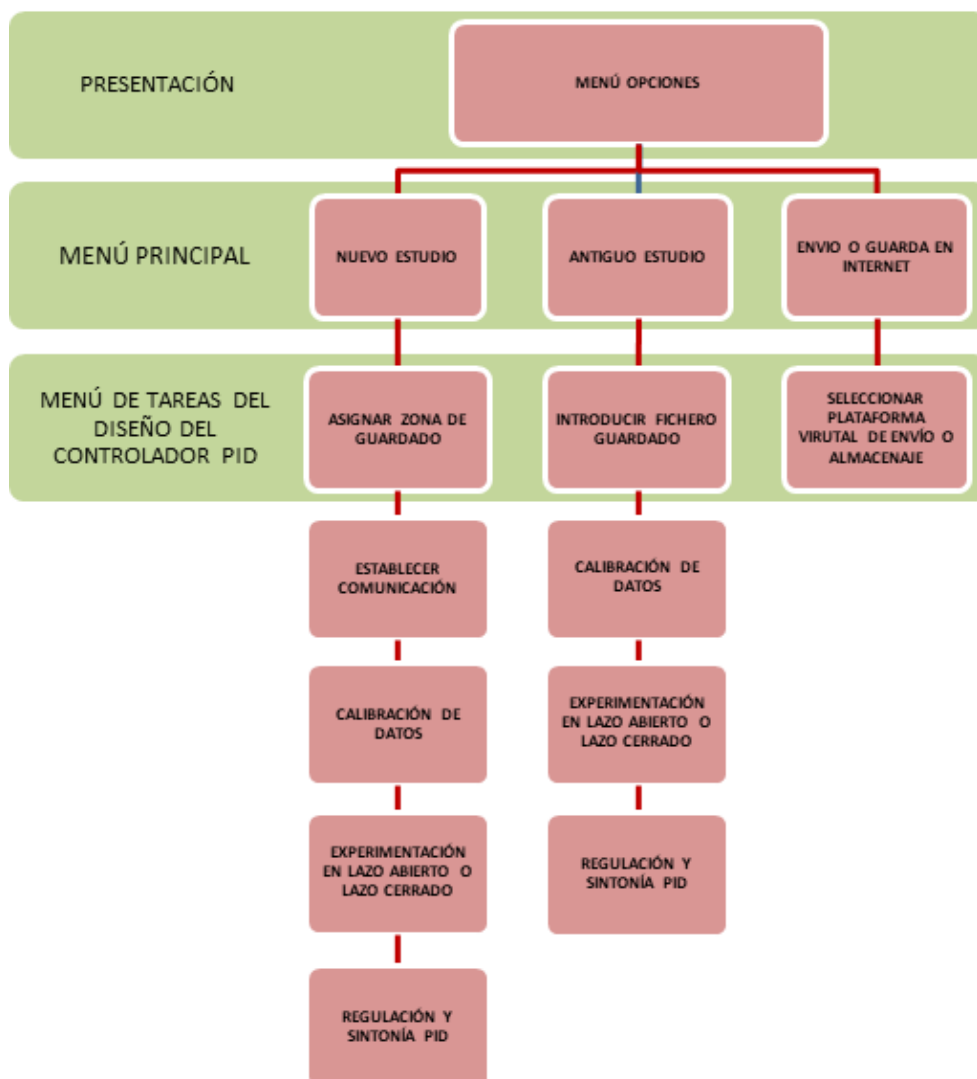 PRESENTACIÓN
MENÚ OPCIONES
MENÚ PRINCIPAL
NUEVO ESTUDIO
ANTIGUO ESTUDIO
ENVIO O GUARDA EN
INTERNET
MENÚ DE TAREAS DEL
DISEÑO DEL
CONTROLADOR PID
ASIGNAR ZONA DE
GUARDADO
INTRODUCIR FICHERO
GUARDADO
SELECCIONAR
PLATAFORMA
VIRUTAL DE ENVÍO O
ALMACENAJE
ESTABLECER
COMUNICACIÓN
CALIBRACIÓN DE
DATOS
CALIBRACIÓN DE
DATOS
EXPERIMENTACIÓN
EN LAZO ABIERTO O
LAZO CERRADO
EXPERIMENTACIÓN
EN LAZO ABIERTO O
LAZO CERRADO
REGULACIÓN Y
SINTONÍA PID
REGULACIÓN Y
SINTONÍA PID